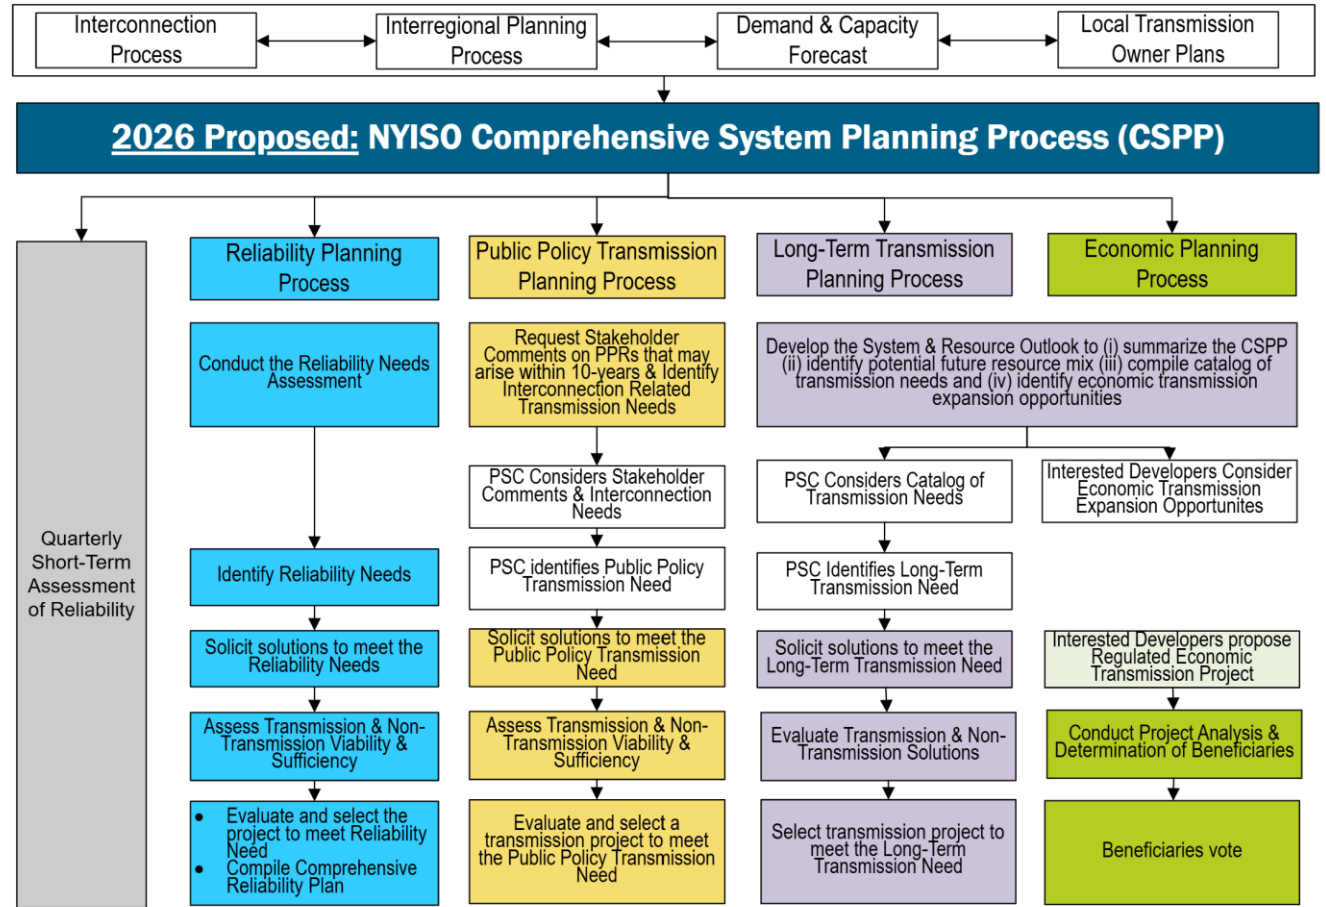 Interconnection
Process
Interregional Planning
Process
Demand & Capacity
Forecast
Local Transmission
Owner Plans
2026 Proposed: NYISO Comprehensive System Planning Process (CSPP)
Quarterly
Short-Term
Assessment
of Reliability
Reliability Planning
Process
Conduct the Reliability Needs
Assessment
Identify Reliability Needs
Solicit solutions to meet the
Reliability Needs
Assess Transmission & Non-
Transmission Viability &
Sufficiency
• Evaluate and select the
project to meet Reliability
Need
• Compile Comprehensive
Reliability Plan
Public Policy Transmission
Planning Process
Request Stakeholder
Comments on PPRs that may
arise within 10-years & Identify
Interconnection Related
Transmission Needs
PSC Considers Stakeholder
Comments & Interconnection
Needs
PSC identifies Public Policy
Transmission Need
Solicit solutions to meet the
Public Policy Transmission
Need
Assess Transmission & Non-
Transmission Viability &
Sufficiency
Evaluate and select a
transmission project to meet
the Public Policy Transmission
Need
Long-Term Transmission
Planning Process
Economic Planning
Process
Develop the System & Resource Outlook to (i) summarize the CSPP
(ii) identify potential future resource mix (iii) compile catalog of
transmission needs and (iv) identify economic transmission
expansion opportunities
PSC Considers Catalog of
Transmission Needs
PSC Identifies Long-Term
Transmission Need
Solicit solutions to meet the
Long-Term Transmission Need
Evaluate Transmission & Non-
Transmission Solutions
Select transmission project to
meet the Long-Term
Transmission Need
Interested Developers Consider
Economic Transmission
Expansion Opportunites
Interested Developers propose
Regulated Economic
Transmission Project
Conduct Project Analysis &
Determination of Beneficiaries
Beneficiaries vote